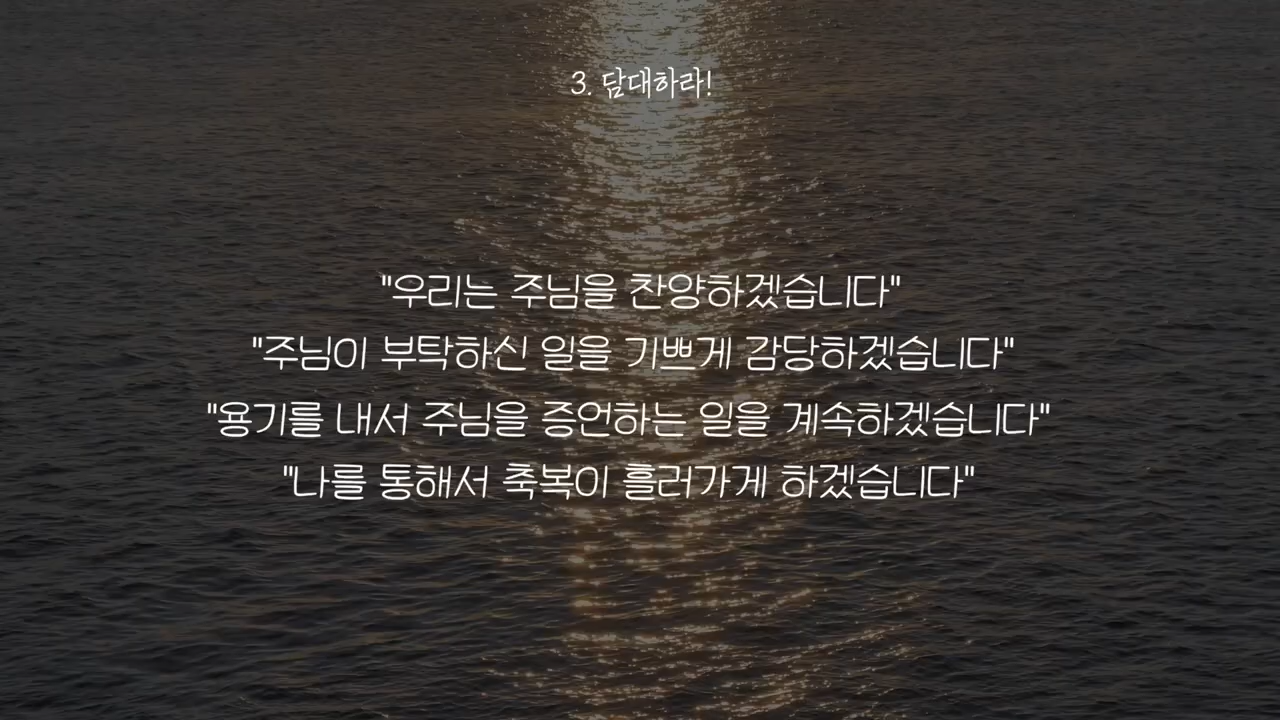 3. 담대하라!
"우리는 주님을 찬양하겠습니다"
"주님이 부탁하신 일을 기쁘게 감당하겠습니다"
"용기를 내서 주님을 증언하는 일을 계속하겠습니다"
"나를 통해서 축복이 흘러가게 하겠습니다"